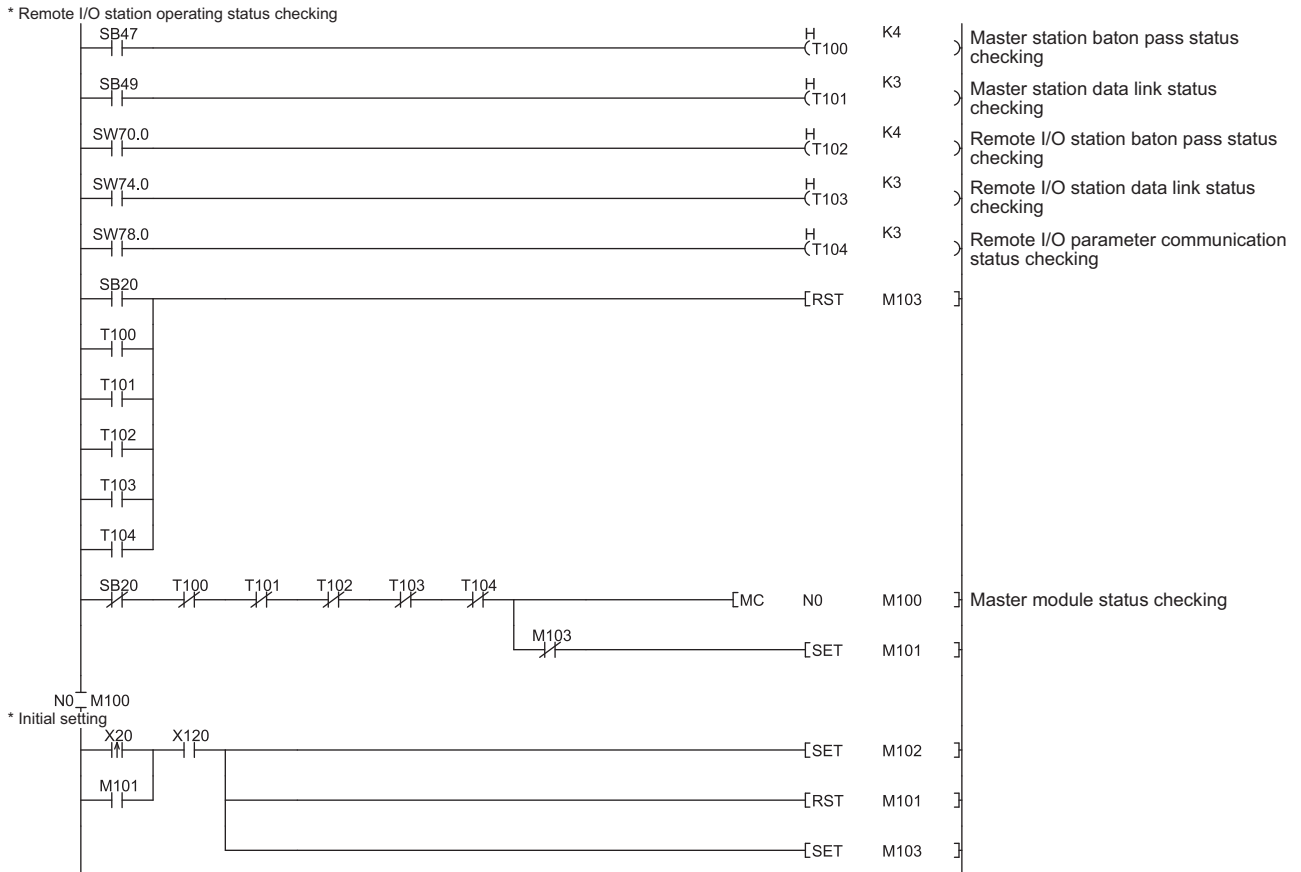 * Remote I/O station operating status checking
SB47 H K4
T100 Master station baton pass status
checking
SB49 H K3
T101 Master station data link status
checking
SW70.0 H K4
T102 Remote I/O station baton pass status
checking
SW74.0 H K3
T103 Remote I/O station data link status
checking
SW78.0 H K3
T104 Remote I/O parameter communication
status checking
SB20
RST M103
T100
T101
T102
T103
T104
SB20 T100 T101 T102 T103 T104
MC N0 M100 Master module status checking
M103
SET M101
N0 M100
* Initial setting
X20 X120
SET M102
M101
RST M101
SET M103